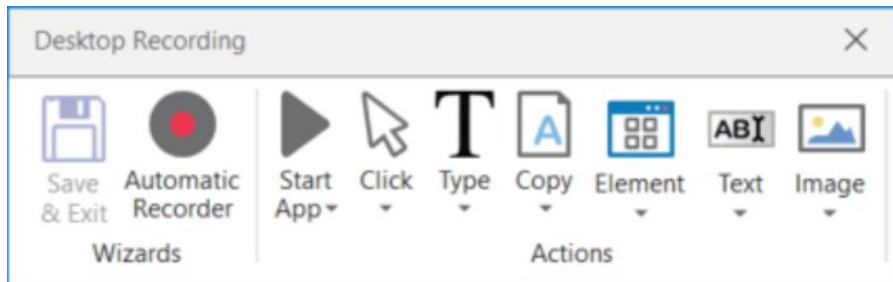 Desktop Recording
Save
& Exit
Automatic
Recorder
Start
App
Click
Type
Copy
Element
Text
Image
T
A
ABI
Wizards
Actions